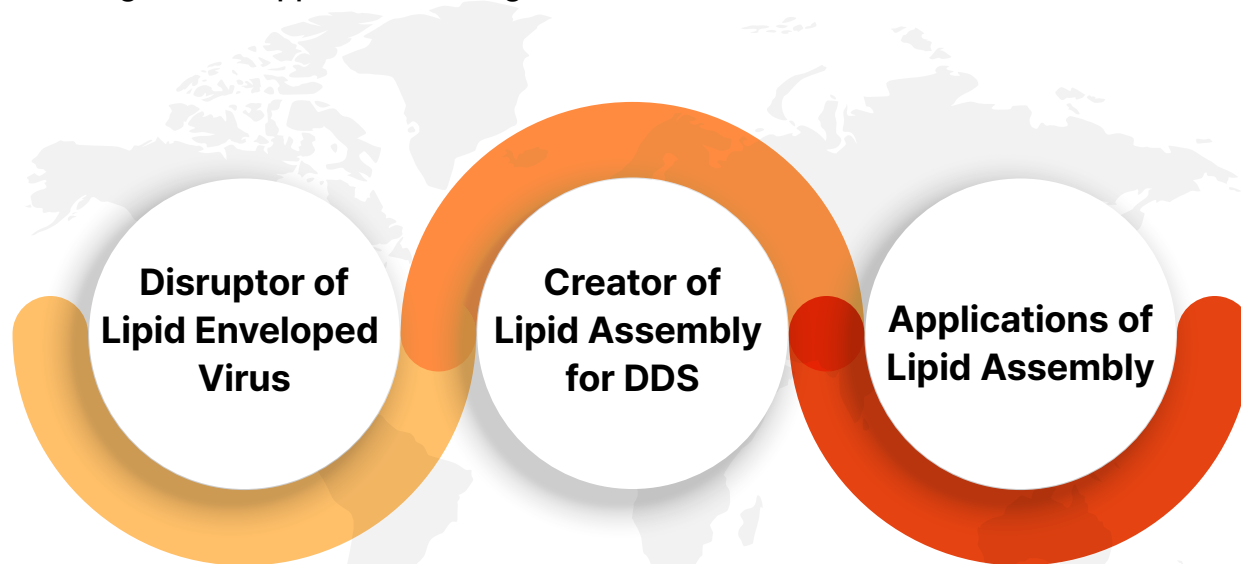 Disruptor of
Lipid Enveloped
Virus
Creator of
Lipid Assembly
for DDS
Applications of
Lipid Assembly